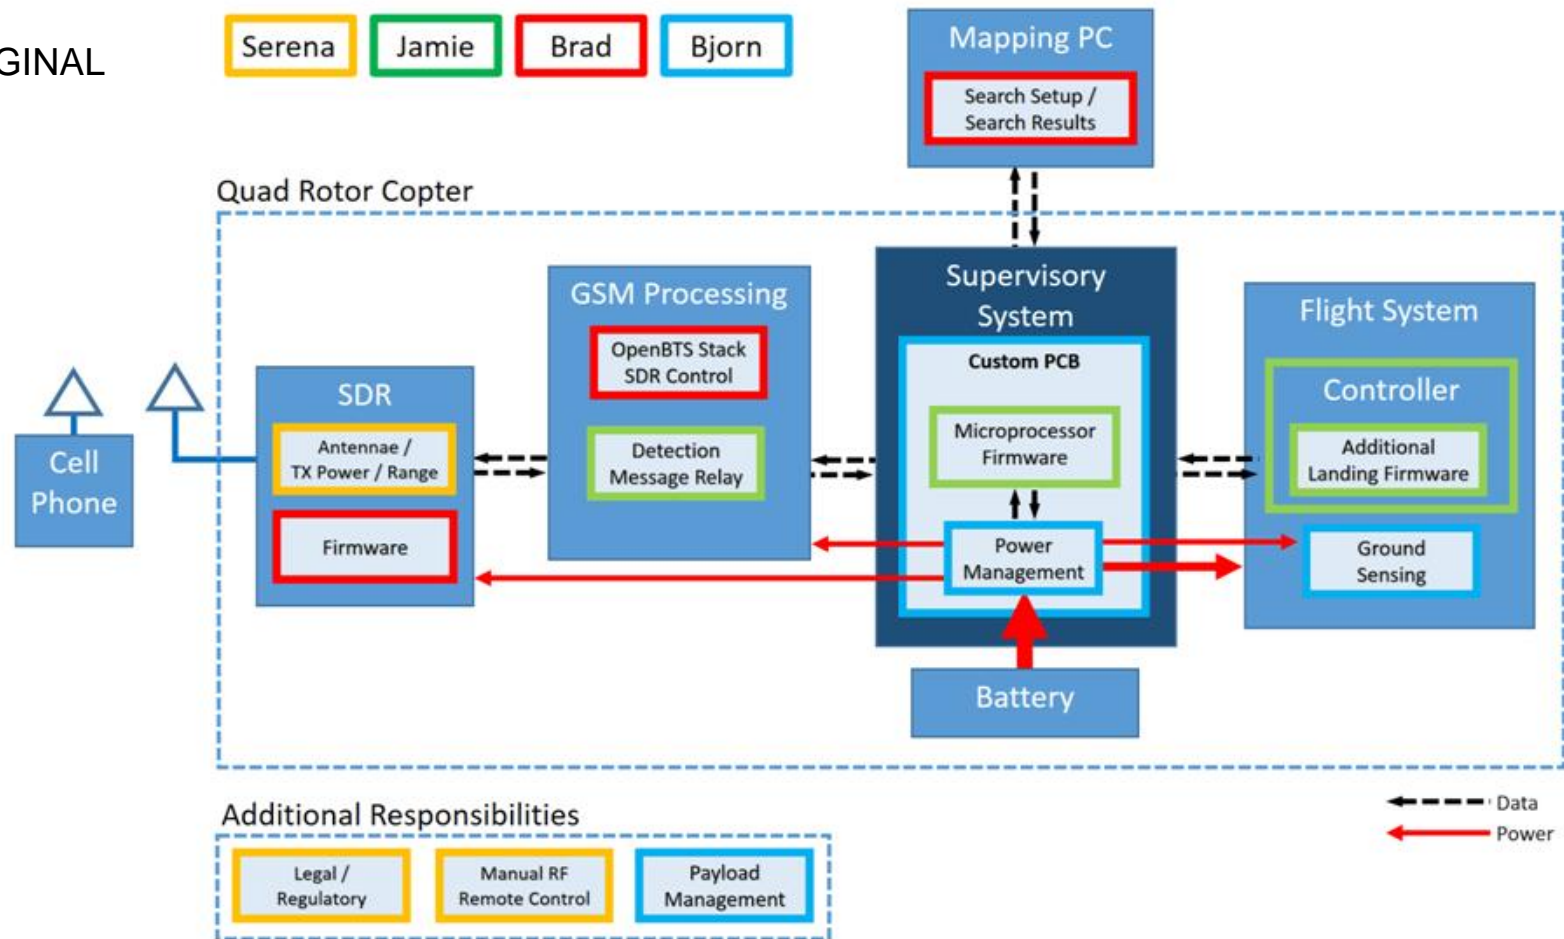 GINAL
Serena
Jamie
Brad
Bjorn
Mapping PC
Search Setup /
Search Results
Quad Rotor Copter
Supervisory
System
GSM Processing
Flight System
OpenBTS Stack
SDR Control
Custom PCB
Controller
SDR
Antennae /
TX Power / Range
Detection
Message Relay
Microprocessor
Firmware
Additional
Landing Firmware
Cell
Phone
Firmware
Power
Management
Ground
Sensing
Battery
Additional Responsibilities
Data
Power
Legal /
Regulatory
Manual RF
Remote Control
Payload
Management